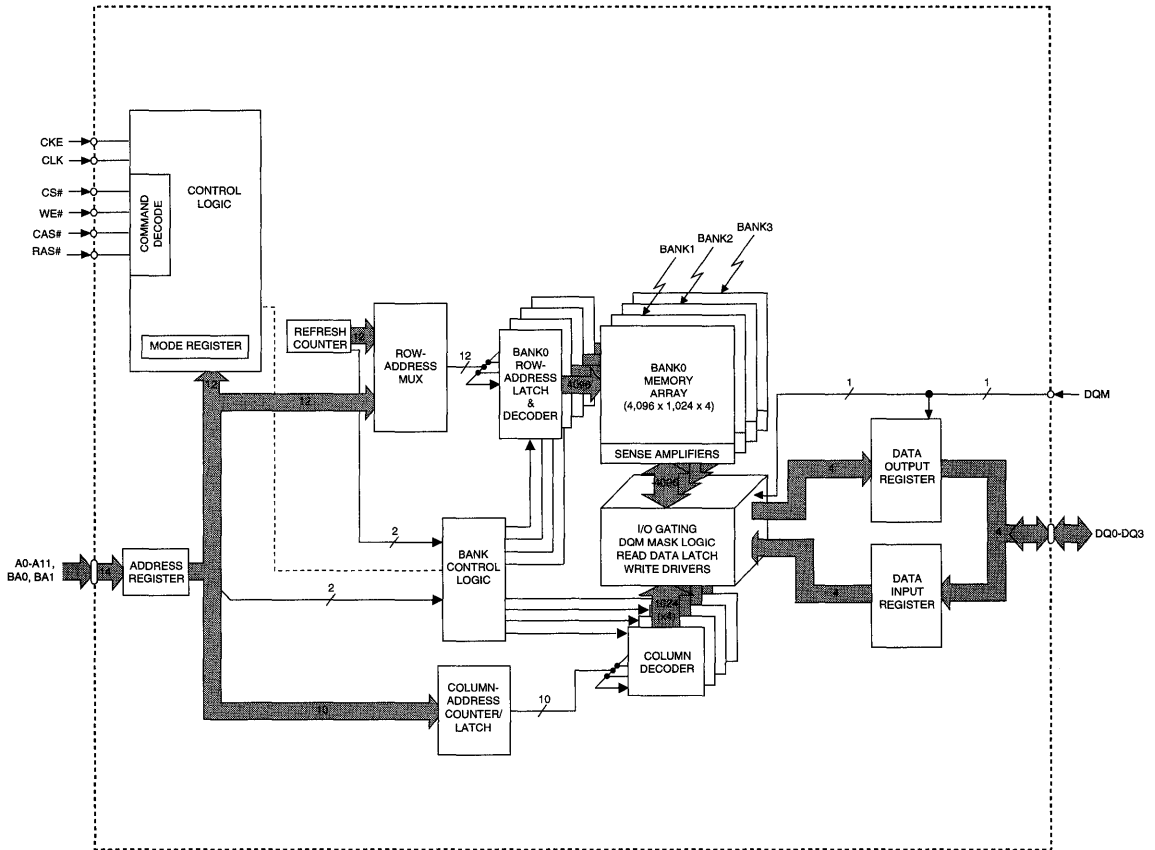 CKE
CLK
CS#
WE#
CAS#
RAS#
COMMAND
DECODE
CONTROL
LOGIC
MODE REGISTER
12
REFRESH
COUNTER
12
12
ROW-
ADDRESS
MUX
12
BANK0
ROW-
ADDRESS
LATCH
&
DECODER
4096
BANK1
BANK2
BANK3
BANK0
MEMORY
ARRAY
(4,096 x 1,024 x 4)
SENSE AMPLIFIERS
4096
I/O GATING
DQM MASK LOGIC
READ DATA LATCH
WRITE DRIVERS
1
1
DQM
4
DATA
OUTPUT
REGISTER
4
DQ0-DQ3
4
DATA
INPUT
REGISTER
A0-A11,
BA0, BA1
14
ADDRESS
REGISTER
2
2
BANK
CONTROL
LOGIC
1024
(x4)
COLUMN
DECODER
10
COLUMN-
ADDRESS
COUNTER/
LATCH
10